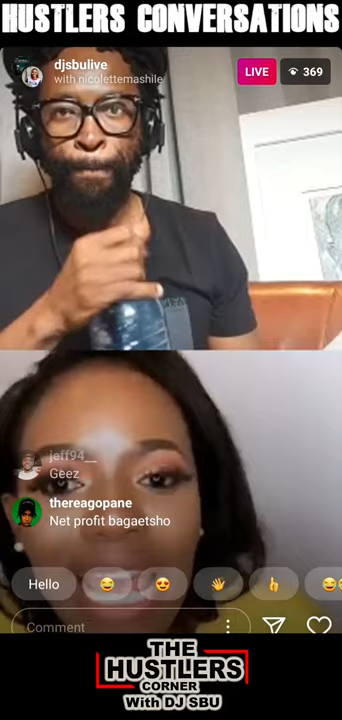 HUSTLERS CONVERSATIONS
djsbulive
with nicolettemashile
LIVE
369
jeff94__
Geez
thereagopane
Net profit bagaetsho
Hello
Comment
THE
HUSTLERS
CORNER
With DJ SBU